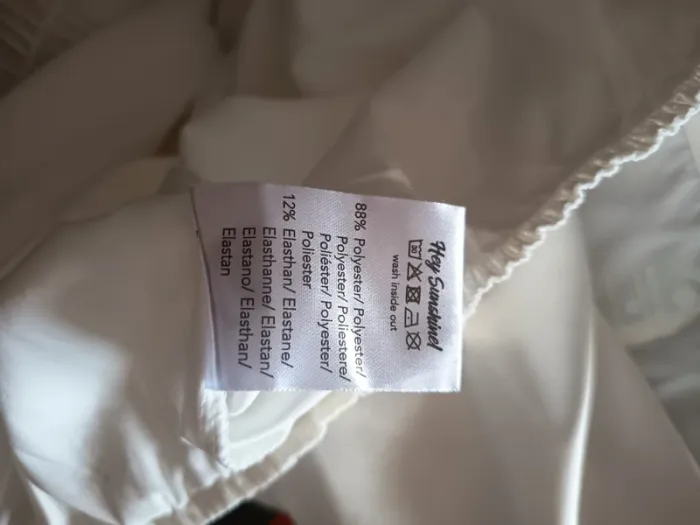 Hey Sunshine!
30
wash inside out
88% Polyester/ Polyester/
Polyester/ Poliestere/
Poliéster/ Polyester/
Poliester
12% Elasthan/ Elastane/
Elasthanne/ Elastan/
Elastano/ Elasthan/
Elastan